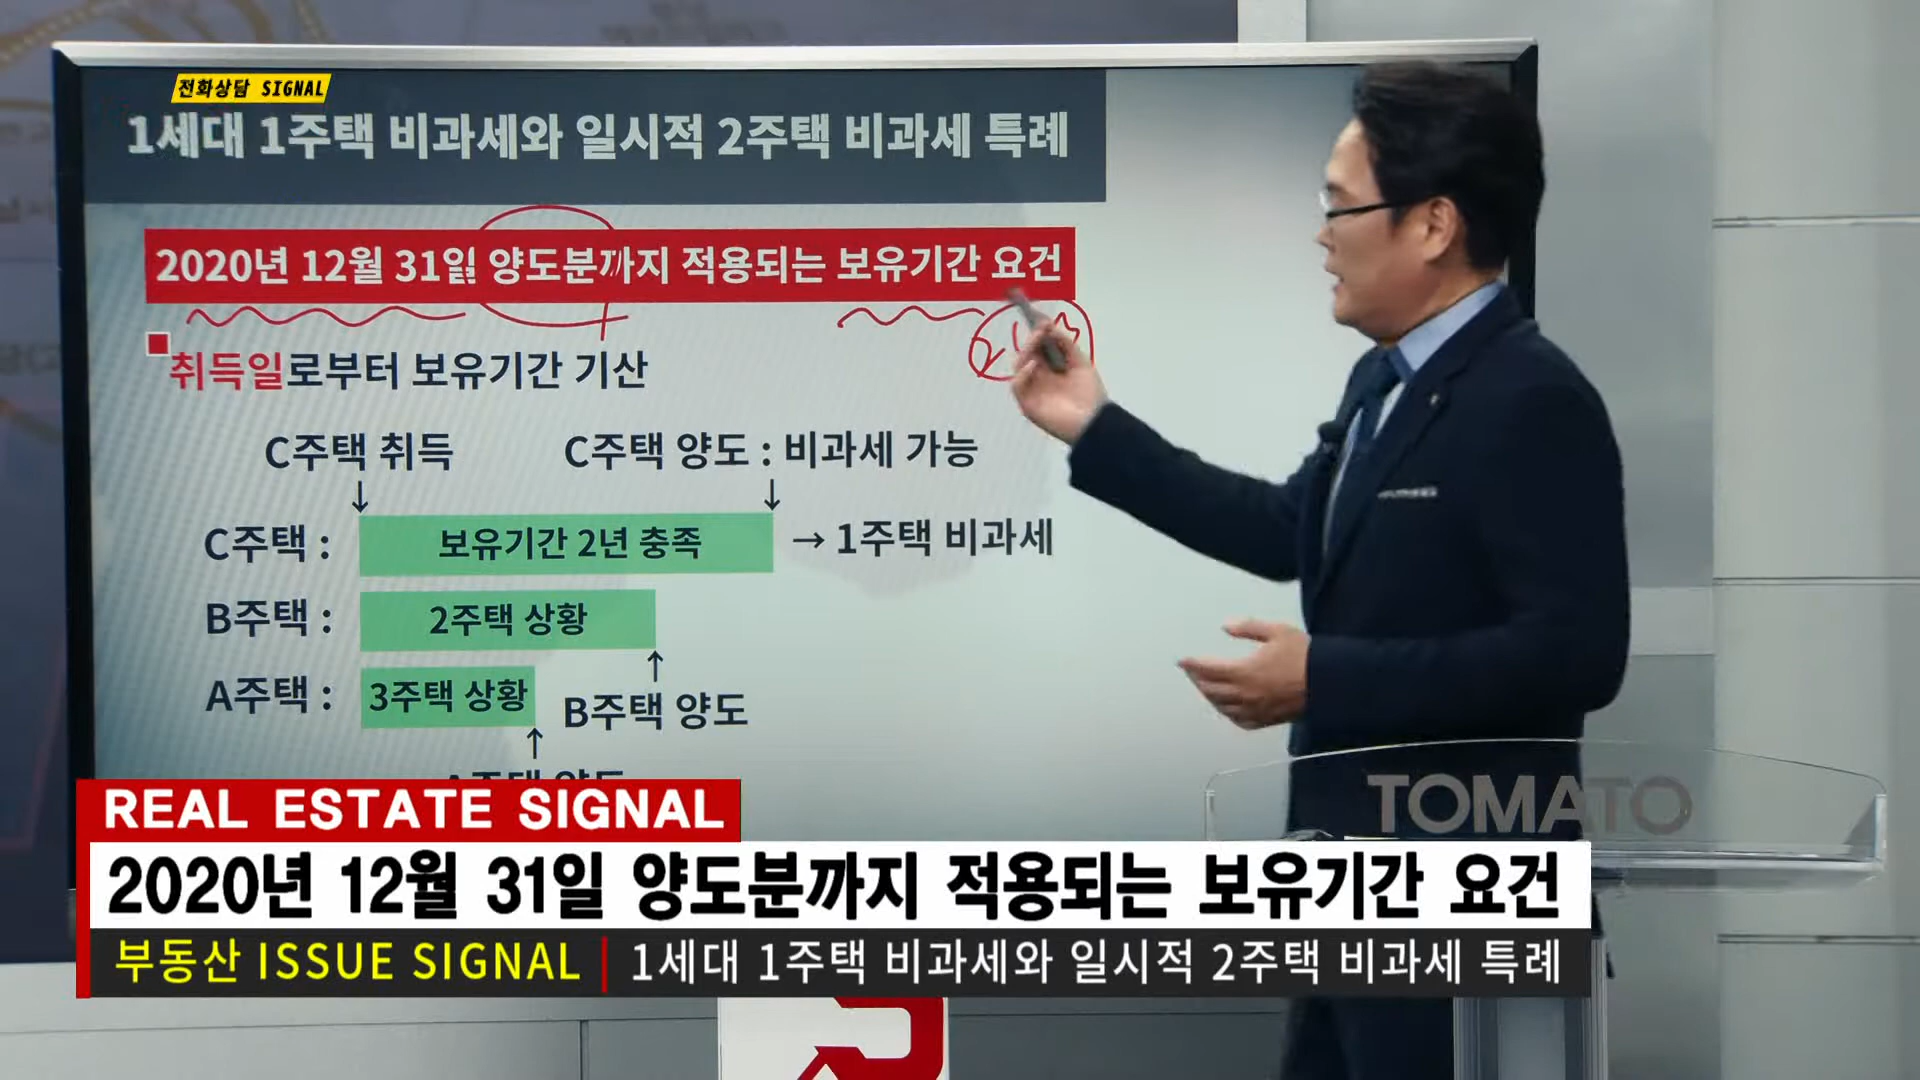 전화상담 SIGNAL
1세대 1주택 비과세와 일시적 2주택 비과세 특례
2020년 12월 31일 양도분까지 적용되는 보유기간 요건
취득일로부터 보유기간 기산
C주택 취득
C주택 양도 : 비과세 가능
↓ ↓
C주택 : 보유기간 2년 충족 → 1주택 비과세
B주택 : 2주택 상황
↑
A주택 : 3주택 상황
B주택 양도
↑
REAL ESTATE SIGNAL
TOMATO
2020년 12월 31일 양도분까지 적용되는 보유기간 요건
부동산 ISSUE SIGNAL | 1세대 1주택 비과세와 일시적 2주택 비과세 특례